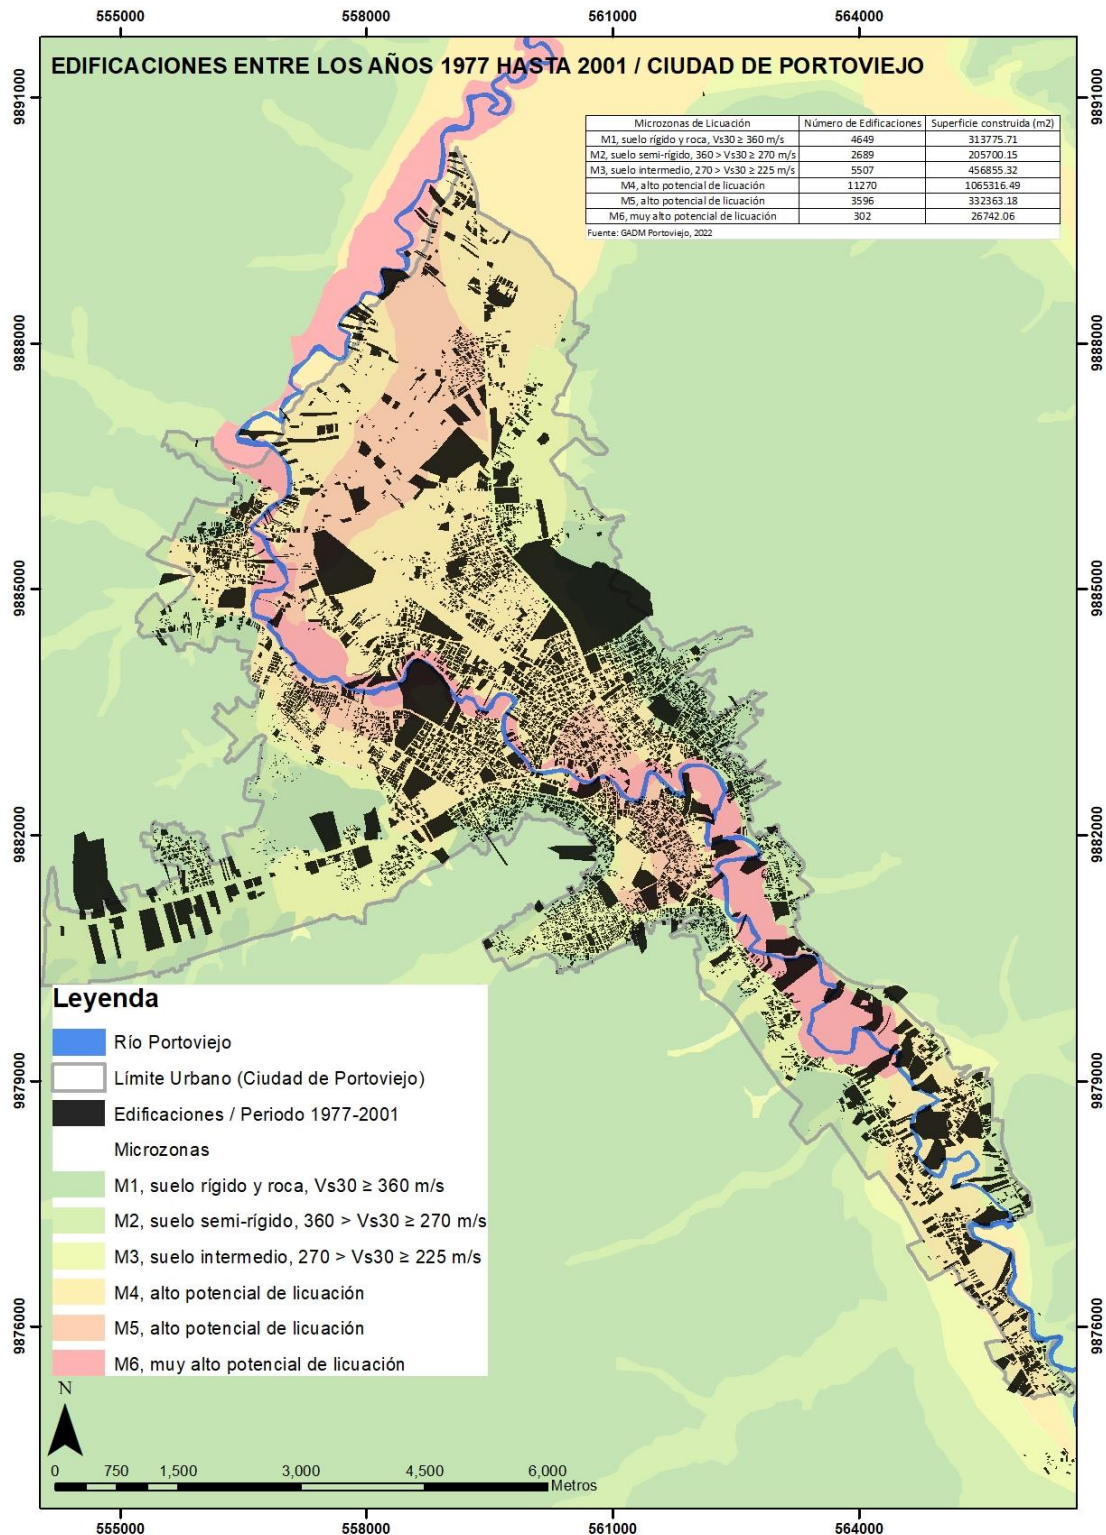 555000 558000 561000 564000
EDIFICACIONES ENTRE LOS AÑOS 1977 HASTA 2001 / CIUDAD DE PORTOVIEJO
9891000 9891000
Microzonas de Licuación Número de Edificaciones Superficie construida (m2)
M1, suelo rígido y roca, Vs30 ≥ 360 m/s 4649 313775.71
M2, suelo semi-rígido, 360 > Vs30 ≥ 270 m/s 2689 205700.15
M3, suelo intermedio, 270 > Vs30 ≥ 225 m/s 5507 456855.32
M4, alto potencial de licuación 11270 1065316.49
M5, alto potencial de licuación 3596 332363.18
M6, muy alto potencial de licuación 302 26742.06
Fuente: GADM Portoviejo, 2022
9888000 9888000
9885000 9885000
9882000 9882000
Leyenda
Río Portoviejo
Límite Urbano (Ciudad de Portoviejo)
9879000 9879000
Edificaciones / Periodo 1977-2001
Microzonas
M1, suelo rígido y roca, Vs30 ≥ 360 m/s
M2, suelo semi-rígido, 360 > Vs30 ≥ 270 m/s
M3, suelo intermedio, 270 > Vs30 ≥ 225 m/s
M4, alto potencial de licuación
M5, alto potencial de licuación
9876000 9876000
M6, muy alto potencial de licuación
N
0 750 1,500 3,000 4,500 6,000
Metros
555000 558000 561000 564000